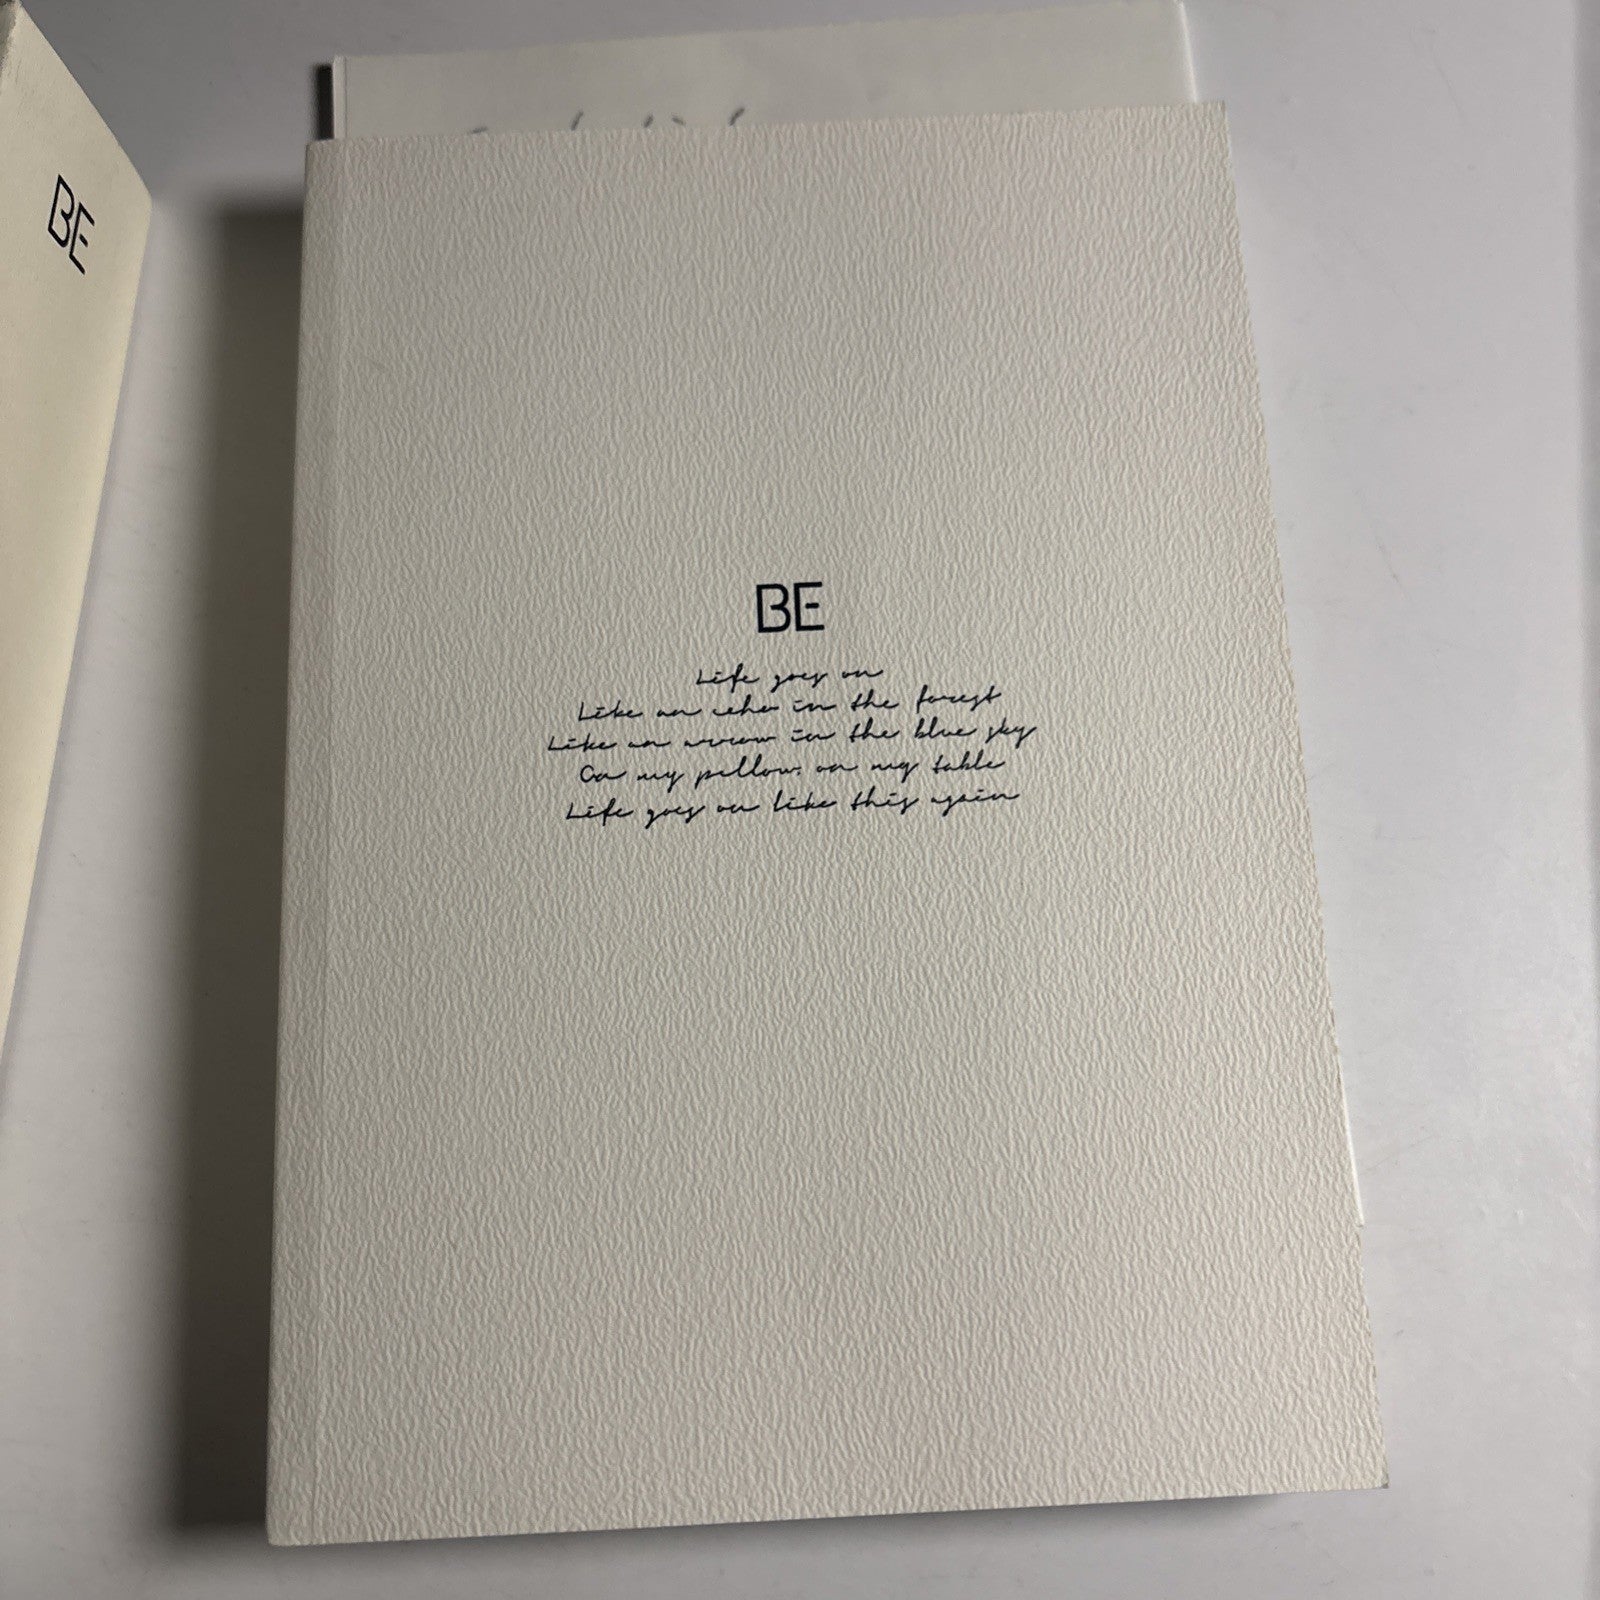 BE
BE
Life goes on
Like an echo in the forest
Like an arrow in the blue sky
On my pillow, on my table
Life goes on like this again